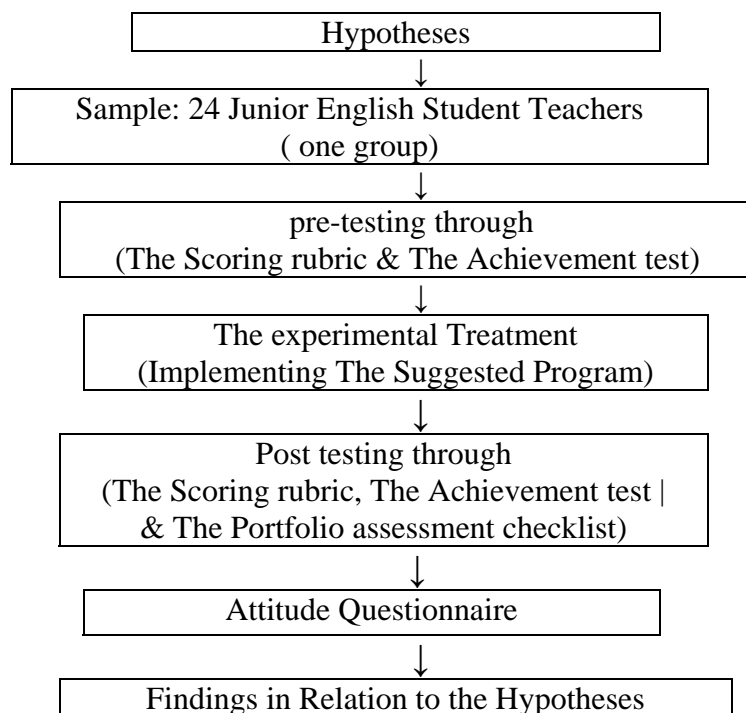 Hypotheses
↓
Sample: 24 Junior English Student Teachers
( one group)
↓
pre-testing through
(The Scoring rubric & The Achievement test)
↓
The experimental Treatment
(Implementing The Suggested Program)
↓
Post testing through
(The Scoring rubric, The Achievement test |
& The Portfolio assessment checklist)
↓
Attitude Questionnaire
↓
Findings in Relation to the Hypotheses